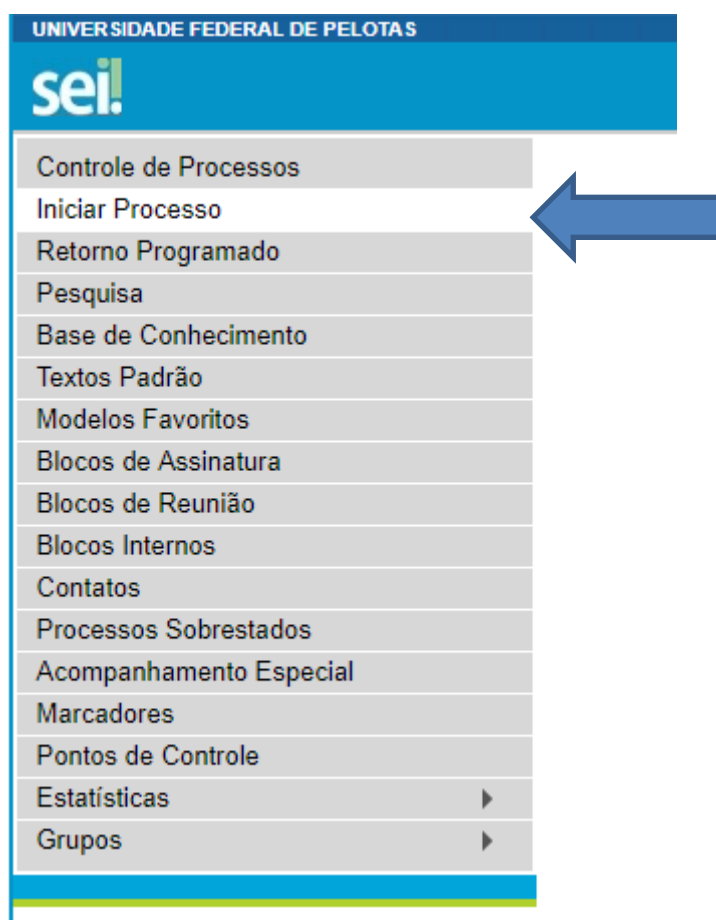 UNIVERSIDADE FEDERAL DE PELOTAS
sei!
Controle de Processos
Iniciar Processo
Retorno Programado
Pesquisa
Base de Conhecimento
Textos Padrão
Modelos Favoritos
Blocos de Assinatura
Blocos de Reunião
Blocos Internos
Contatos
Processos Sobrestados
Acompanhamento Especial
Marcadores
Pontos de Controle
Estatísticas
Grupos